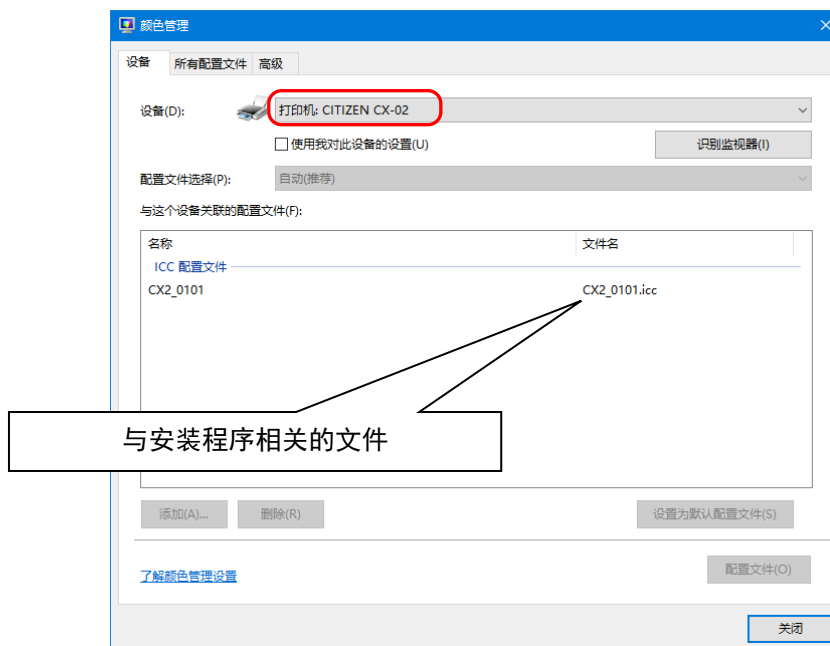 颜色管理
设备 所有配置文件 高级
设备(D): 打印机: CITIZEN CX-02
使用我对此设备的设置(U) 识别监视器(I)
配置文件选择(P): 自动(推荐)
与这个设备关联的配置文件(F):
名称 文件名
ICC 配置文件
CX2_0101 CX2_0101.icc
与安装程序相关的文件
添加(A)... 删除(R) 设置为默认配置文件(S)
了解颜色管理设置 配置文件(O)
关闭